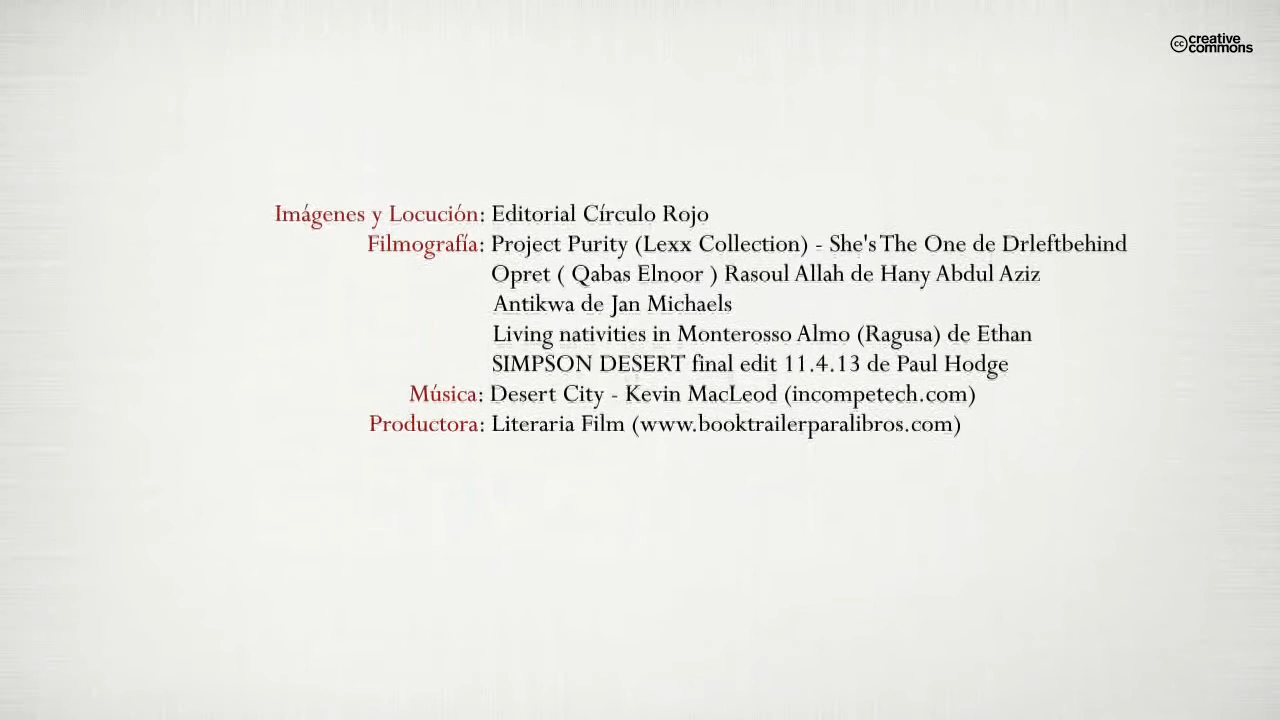 cc creative
commons
Imágenes y Locución: Editorial Círculo Rojo
Filmografía: Project Purity (Lexx Collection) - She's The One de Drleftbehind
Opret ( Qabas Elnoor ) Rasoul Allah de Hany Abdul Aziz
Antikwa de Jan Michaels
Living nativities in Monterosso Almo (Ragusa) de Ethan
SIMPSON DESERT final edit 11.4.13 de Paul Hodge
Música: Desert City - Kevin MacLeod (incompetech.com)
Productora: Literaria Film (www.booktrailerparalibros.com)